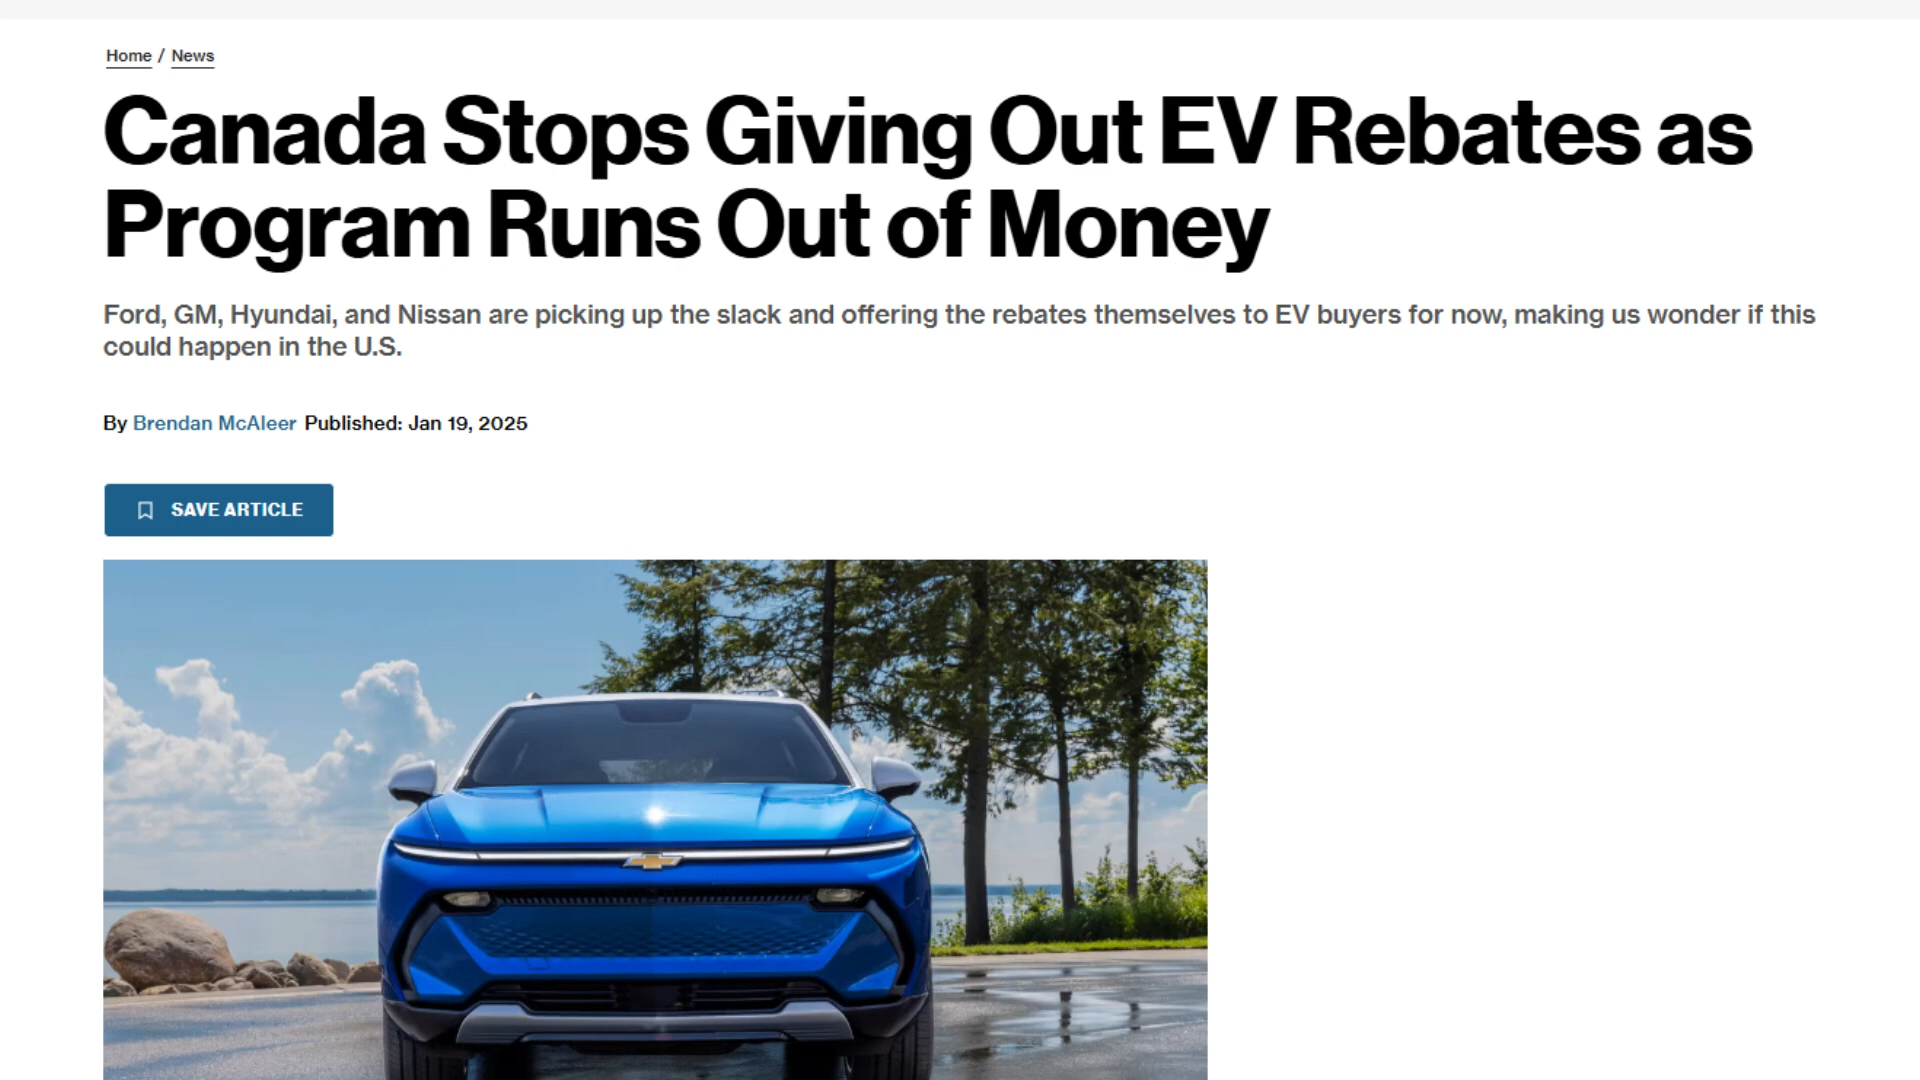 Home / News
Canada Stops Giving Out EV Rebates as
Program Runs Out of Money
Ford, GM, Hyundai, and Nissan are picking up the slack and offering the rebates themselves to EV buyers for now, making us wonder if this
could happen in the U.S.
By Brendan McAleer Published: Jan 19, 2025
SAVE ARTICLE